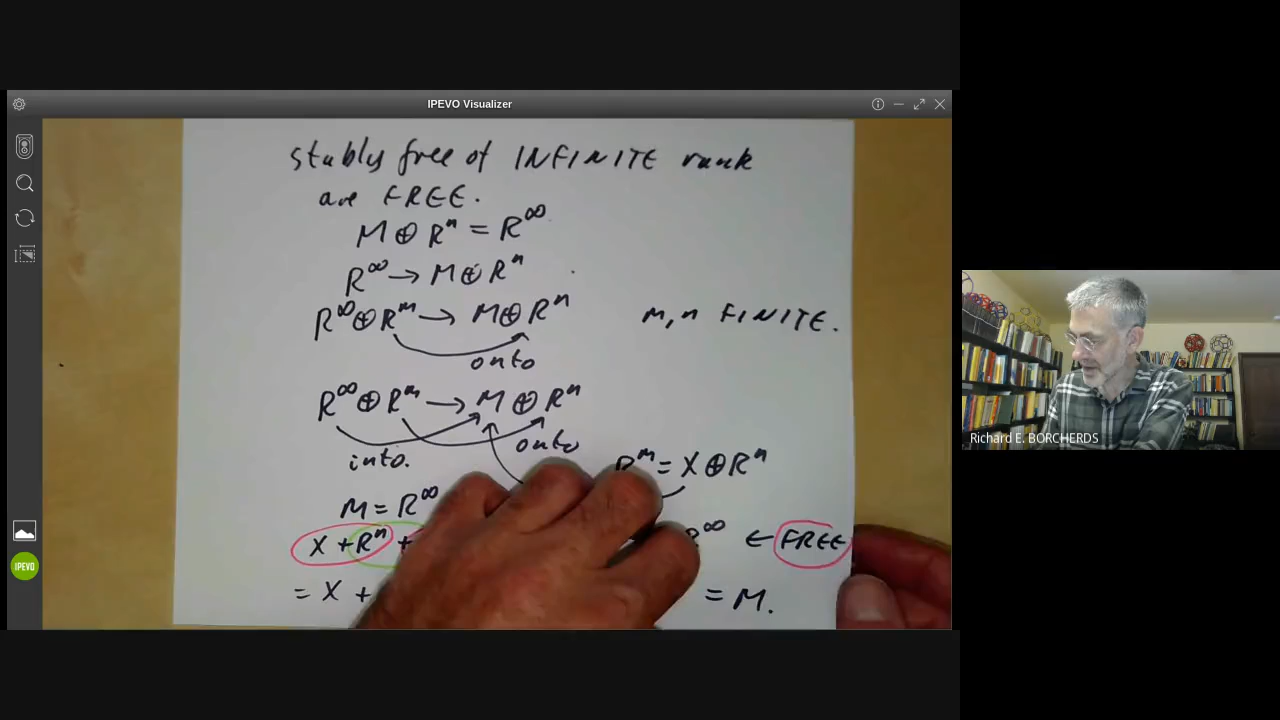 IPEVO Visualizer
stably free of INFINITE rank
are FREE.
M ⊕ Rⁿ = R^∞
R^∞ → M ⊕ Rⁿ
R^∞ ⊕ R^m → M ⊕ Rⁿ m, n FINITE.
onto
R^∞ ⊕ R^m → M ⊕ Rⁿ
onto
into.
R^m = X ⊕ Rⁿ
M = R^∞
X + Rⁿ + R^∞ ← FREE
= X + = M.
IPEVO
Richard E. BORCHERDS